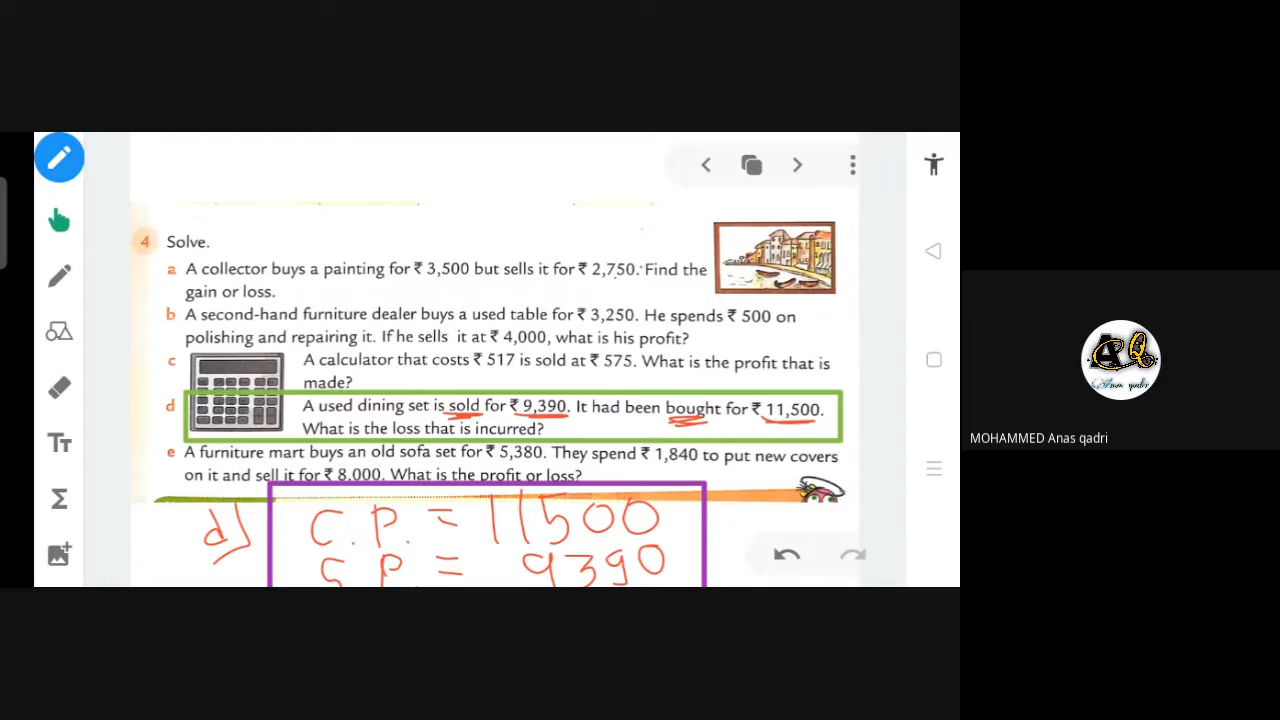 4 Solve.
a A collector buys a painting for ₹ 3,500 but sells it for ₹ 2,750. Find the
gain or loss.
b A second-hand furniture dealer buys a used table for ₹ 3,250. He spends ₹ 500 on
polishing and repairing it. If he sells it at ₹ 4,000, what is his profit?
c A calculator that costs ₹ 517 is sold at ₹ 575. What is the profit that is
made?
d A used dining set is sold for ₹ 9,390. It had been bought for ₹ 11,500.
What is the loss that is incurred?
e A furniture mart buys an old sofa set for ₹ 5,380. They spend ₹ 1,840 to put new covers
on it and sell it for ₹ 8,000. What is the profit or loss?
d) C.P. = 11500
S.P. = 9390
Tт
Σ
AQ
Anas qadri
MOHAMMED Anas qadri